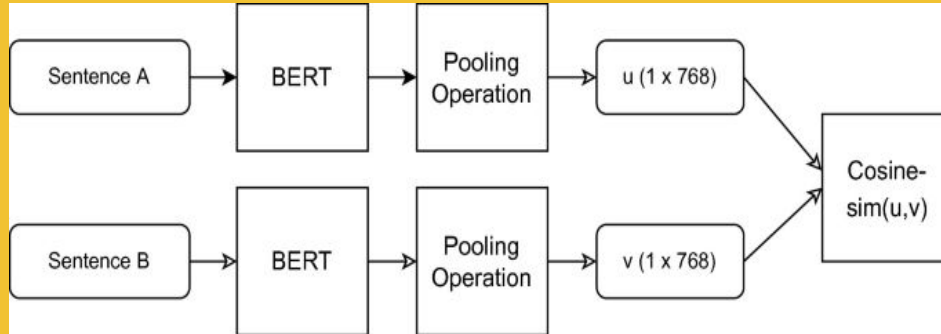 Sentence A
BERT
Pooling
Operation
u (1 x 768)
Cosine-
sim(u,v)
Sentence B
BERT
Pooling
Operation
v (1 x 768)